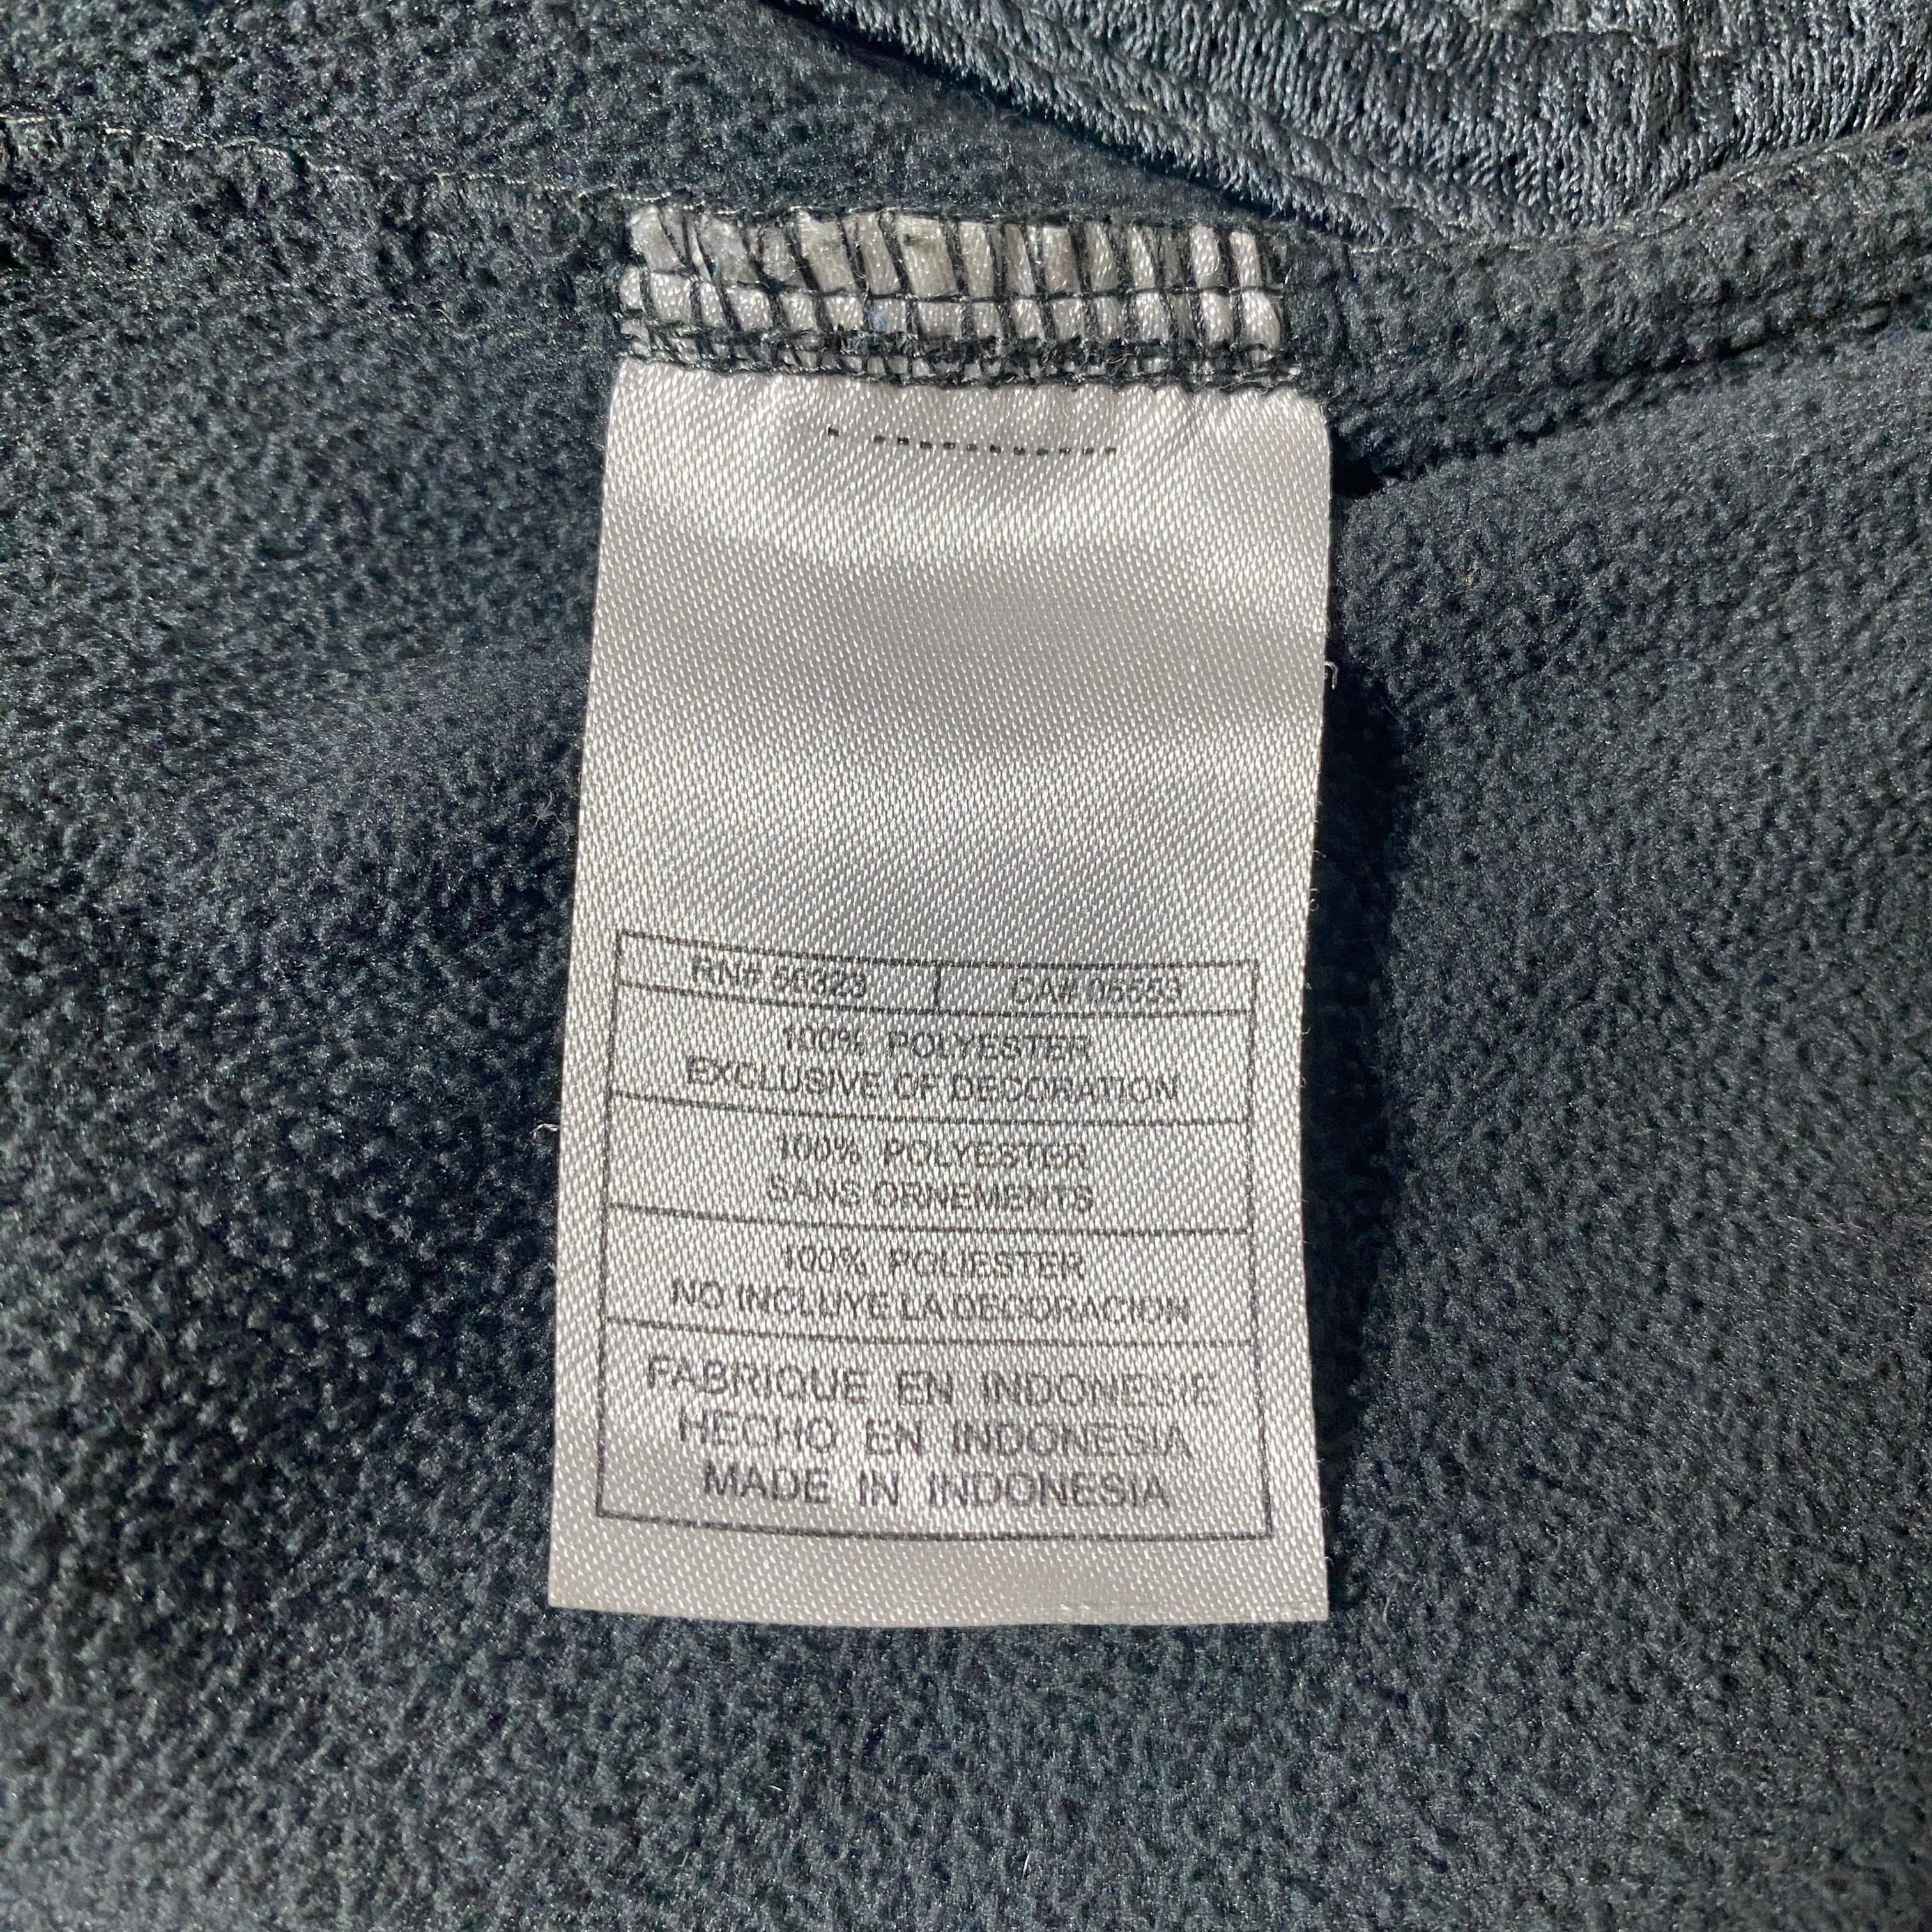 RN# 56323 CA# 05553
100% POLYESTER
EXCLUSIVE OF DECORATION
100% POLYESTER
SANS ORNEMENTS
100% POLIESTER
NO INCLUYE LA DECORACION
FABRIQUE EN INDONESIE
HECHO EN INDONESIA
MADE IN INDONESIA